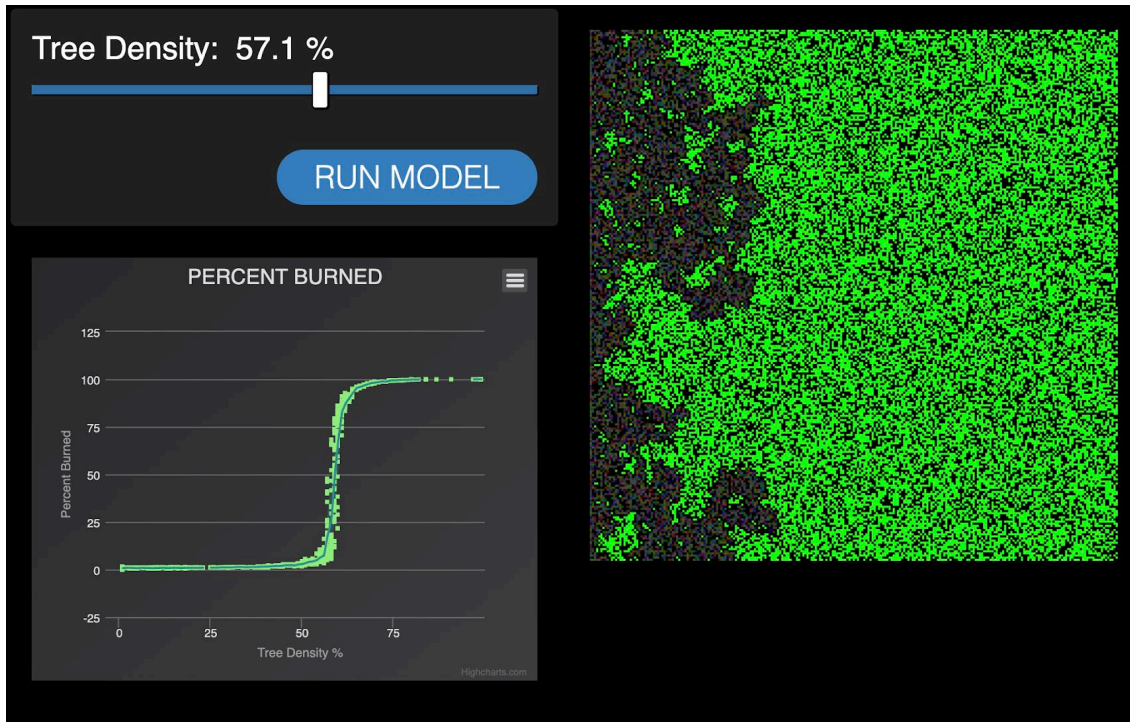 Tree Density: 57.1 %
RUN MODEL
PERCENT BURNED
125
100
75
50
25
0
-25
Percent Burned
0
25
50
75
Tree Density %
Highcharts.com